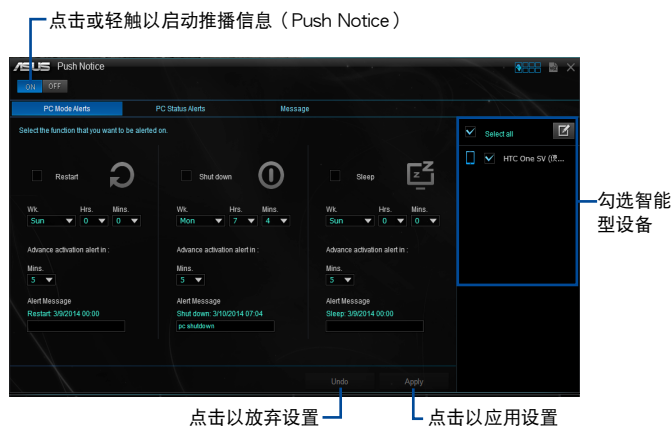 点击或轻触以启动推播信息（Push Notice）
ASUS Push Notice
ON OFF
PC Mode Alerts PC Status Alerts Message
Select the function that you want to be alerted on.
Restart Shut down Sleep
Wk. Hrs. Mins. Wk. Hrs. Mins. Wk. Hrs. Mins.
Sun 0 0 Mon 7 4 Sun 0 0
Advance activation alert in : Advance activation alert in : Advance activation alert in :
Mins. Mins. Mins.
5 5 5
Alert Message Alert Message Alert Message
Restart: 3/9/2014 00:00 Shut down: 3/10/2014 07:04 Sleep: 3/9/2014 00:00
pc shutdown
Undo Apply
Select all
HTC One SV (便...
勾选智能
型设备
点击以放弃设置 点击以应用设置